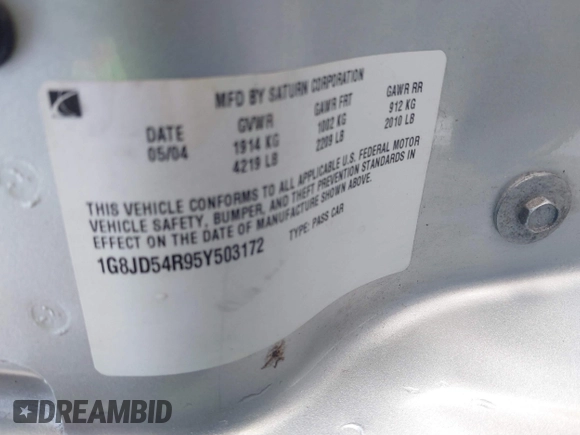 MFD BY SATURN CORPORATION
DATE GVWR GAWR FRT GAWR RR
05/04 1914 KG 1002 KG 912 KG
4219 LB 2209 LB 2010 LB
THIS VEHICLE CONFORMS TO ALL APPLICABLE U.S. FEDERAL MOTOR
VEHICLE SAFETY, BUMPER, AND THEFT PREVENTION STANDARDS IN
EFFECT ON THE DATE OF MANUFACTURE SHOWN ABOVE.
1G8JD54R95Y503172 TYPE: PASS CAR
DREAMBID